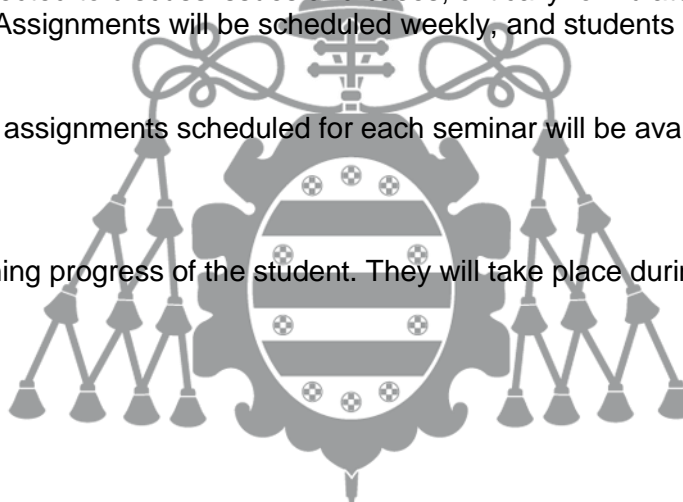 Assignments will be scheduled weekly, and students
assignments scheduled for each seminar will be ava
ing progress of the student. They will take place durin